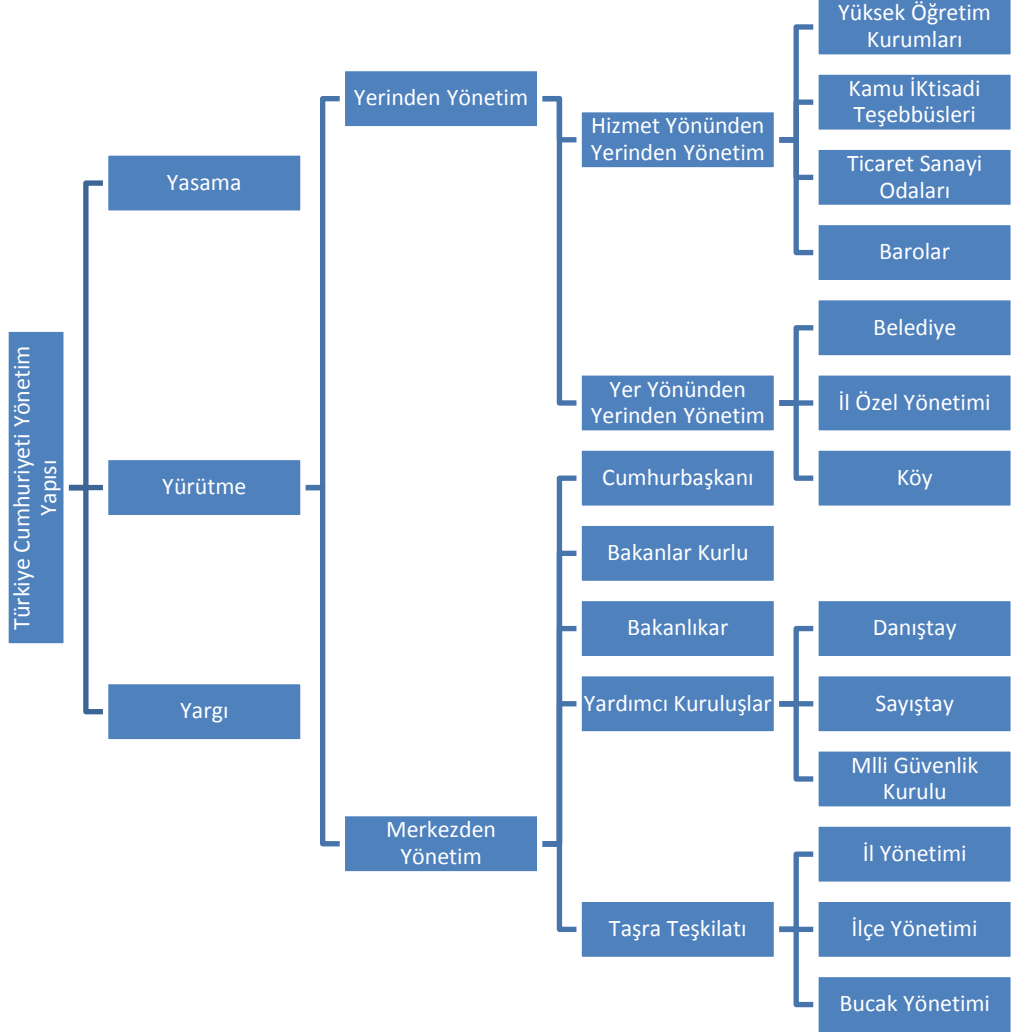 Türkiye Cumhuriyeti Yönetim
Yapısı
Yasama
Yürütme
Yargı
Yerinden Yönetim
Merkezden
Yönetim
Hizmet Yönünden
Yerinden Yönetim
Yer Yönünden
Yerinden Yönetim
Cumhurbaşkanı
Bakanlar Kurlu
Bakanlıkar
Yardımcı Kuruluşlar
Taşra Teşkilatı
Yüksek Öğretim
Kurumları
Kamu İKtisadi
Teşebbüsleri
Ticaret Sanayi
Odaları
Barolar
Belediye
İl Özel Yönetimi
Köy
Danıştay
Sayıştay
Mlli Güvenlik
Kurulu
İl Yönetimi
İlçe Yönetimi
Bucak Yönetimi